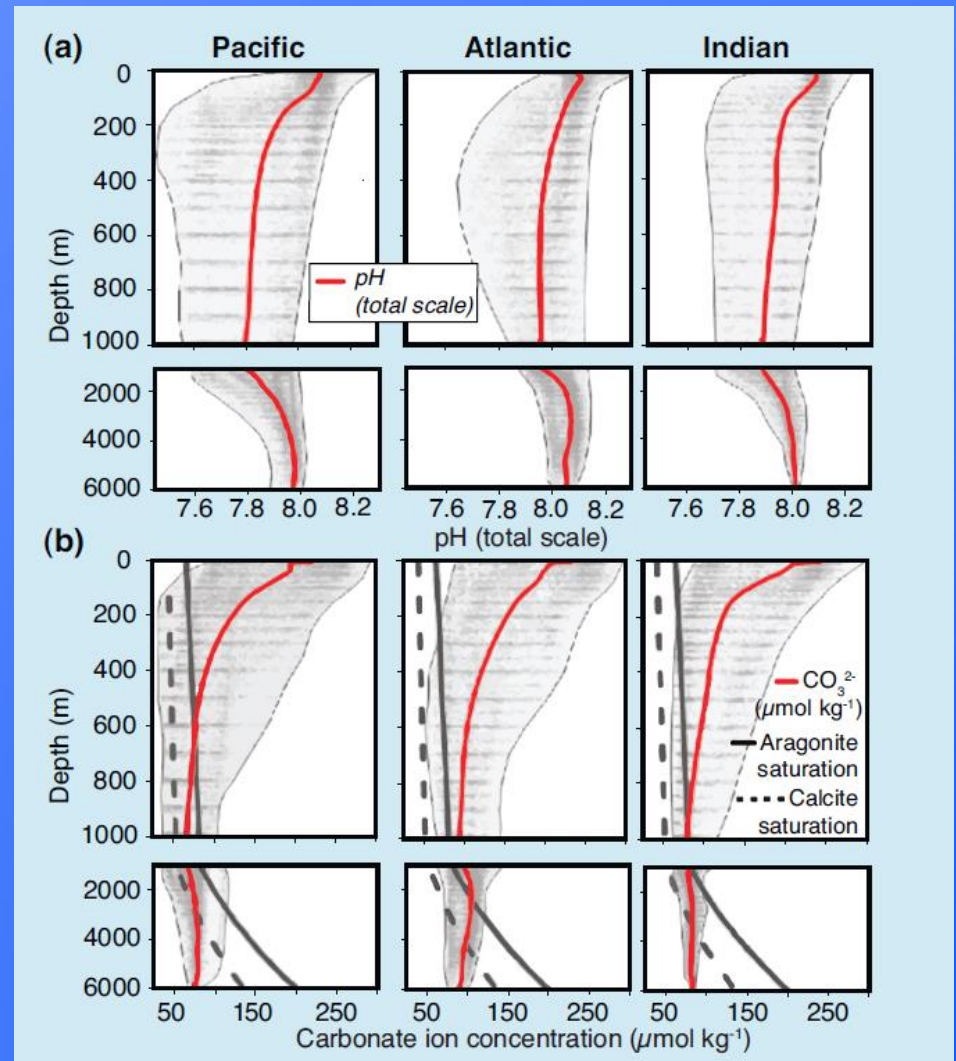 (a)
Pacific Atlantic Indian
0
200
400
600
800
1000
Depth (m)
pH
(total scale)
2000
4000
6000
7.6 7.8 8.0 8.2 7.6 7.8 8.0 8.2 7.6 7.8 8.0 8.2
pH (total scale)
(b)
0
200
400
600
800
1000
Depth (m)
CO₃²⁻
(µmol kg⁻¹)
Aragonite
saturation
Calcite
saturation
2000
4000
6000
50 150 250 50 150 250 50 150 250
Carbonate ion concentration (µmol kg⁻¹)